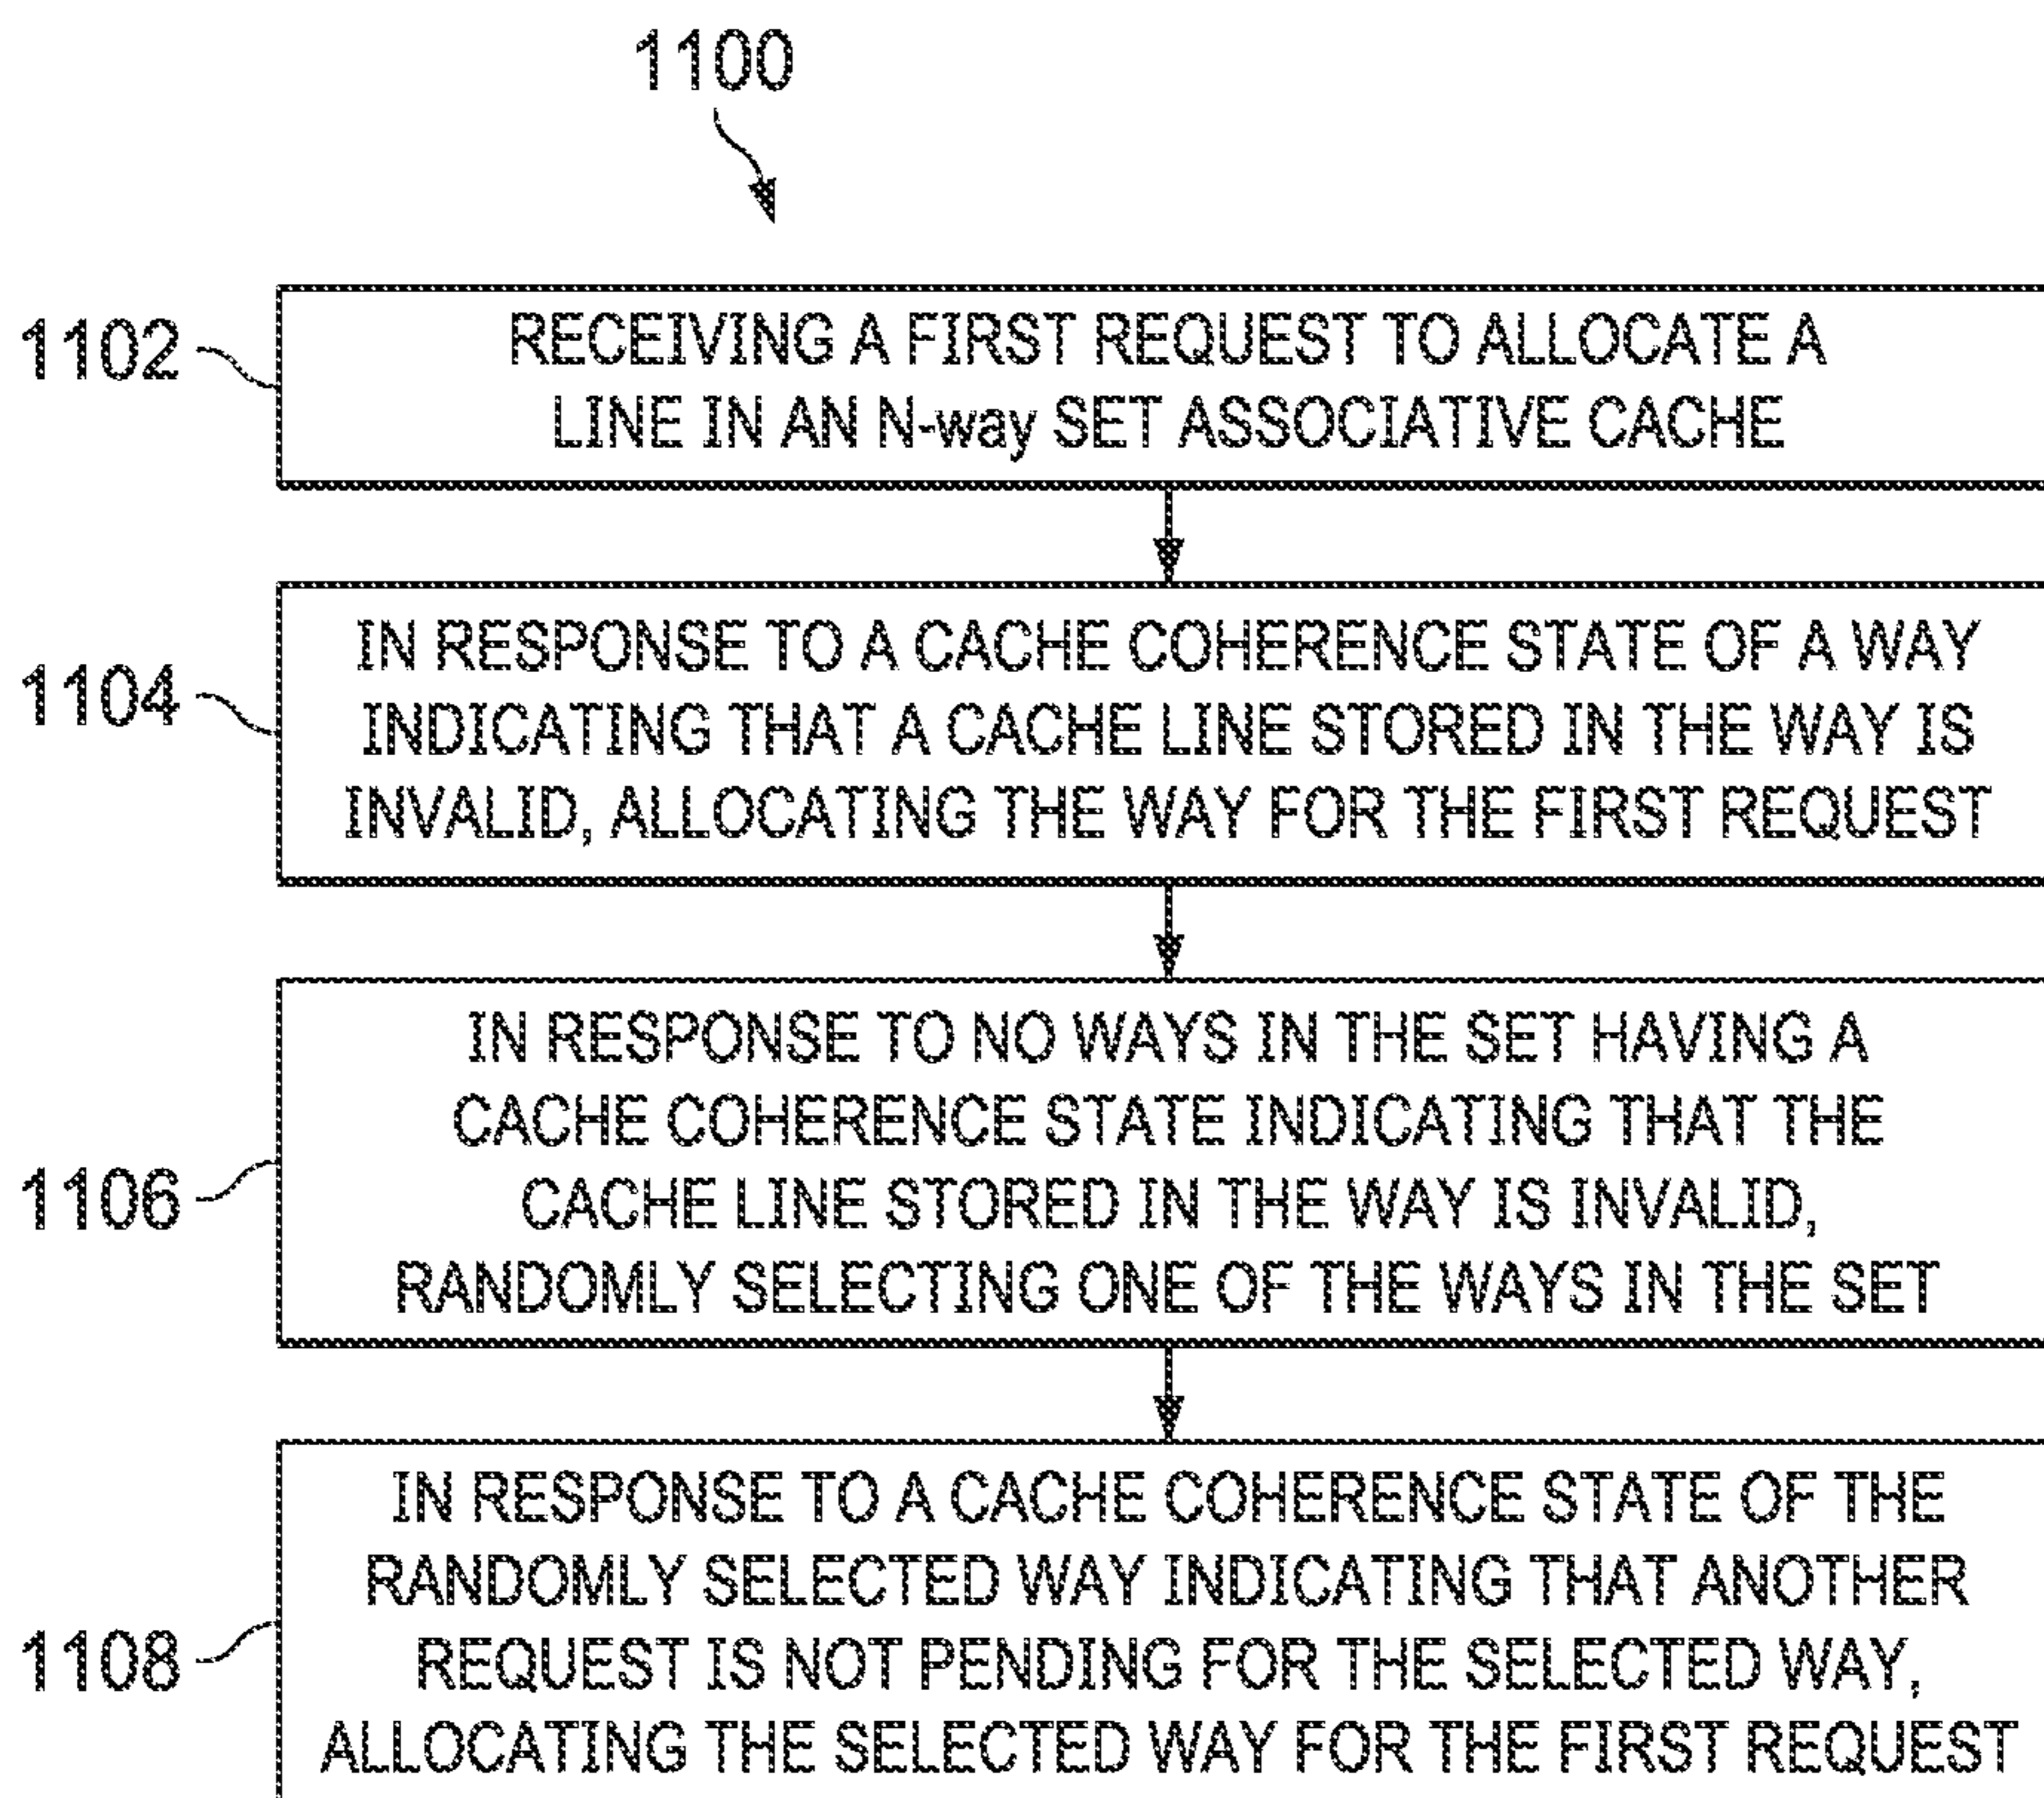 1100
1102
RECEIVING A FIRST REQUEST TO ALLOCATE A
LINE IN AN N-way SET ASSOCIATIVE CACHE
1104
IN RESPONSE TO A CACHE COHERENCE STATE OF A WAY
INDICATING THAT A CACHE LINE STORED IN THE WAY IS
INVALID, ALLOCATING THE WAY FOR THE FIRST REQUEST
1106
IN RESPONSE TO NO WAYS IN THE SET HAVING A
CACHE COHERENCE STATE INDICATING THAT THE
CACHE LINE STORED IN THE WAY IS INVALID,
RANDOMLY SELECTING ONE OF THE WAYS IN THE SET
1108
IN RESPONSE TO A CACHE COHERENCE STATE OF THE
RANDOMLY SELECTED WAY INDICATING THAT ANOTHER
REQUEST IS NOT PENDING FOR THE SELECTED WAY,
ALLOCATING THE SELECTED WAY FOR THE FIRST REQUEST